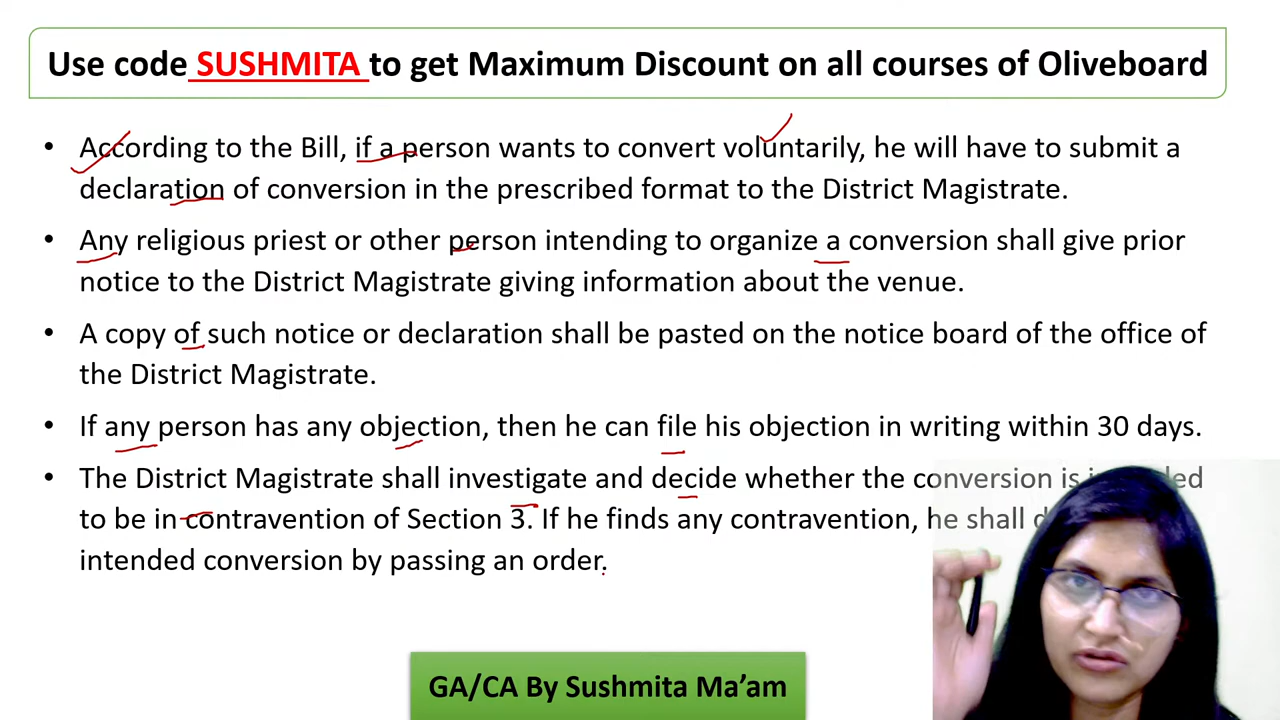 Use code SUSHMITA to get Maximum Discount on all courses of Oliveboard
• According to the Bill, if a person wants to convert voluntarily, he will have to submit a
declaration of conversion in the prescribed format to the District Magistrate.
• Any religious priest or other person intending to organize a conversion shall give prior
notice to the District Magistrate giving information about the venue.
• A copy of such notice or declaration shall be pasted on the notice board of the office of
the District Magistrate.
• If any person has any objection, then he can file his objection in writing within 30 days.
• The District Magistrate shall investigate and decide whether the conversion is
to be in contravention of Section 3. If he finds any contravention, he shall
intended conversion by passing an order.
GA/CA By Sushmita Ma’am